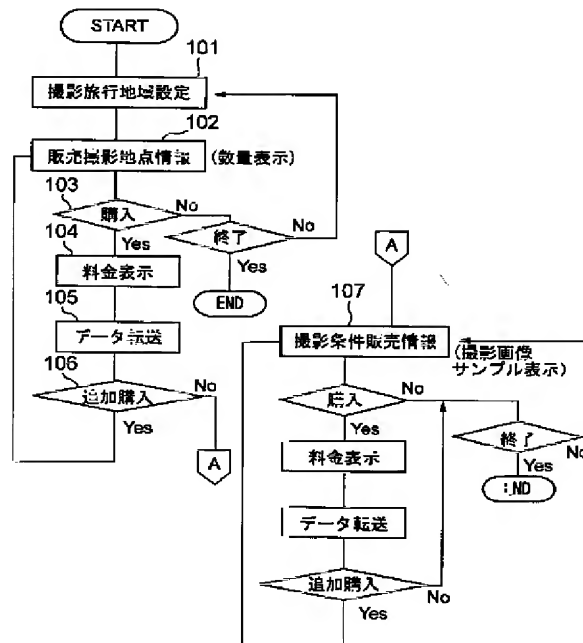 START
101
撮影旅行地域設定
102
販売撮影地点情報 (数量表示)
103
購入
No
Yes
終了
No
Yes
END
104
料金表示
105
データ転送
106
追加購入
No
Yes
A
A
107
撮影条件販売情報
(撮影画像
サンプル表示)
購入
No
Yes
終了
No
Yes
END
料金表示
データ転送
追加購入
No
Yes